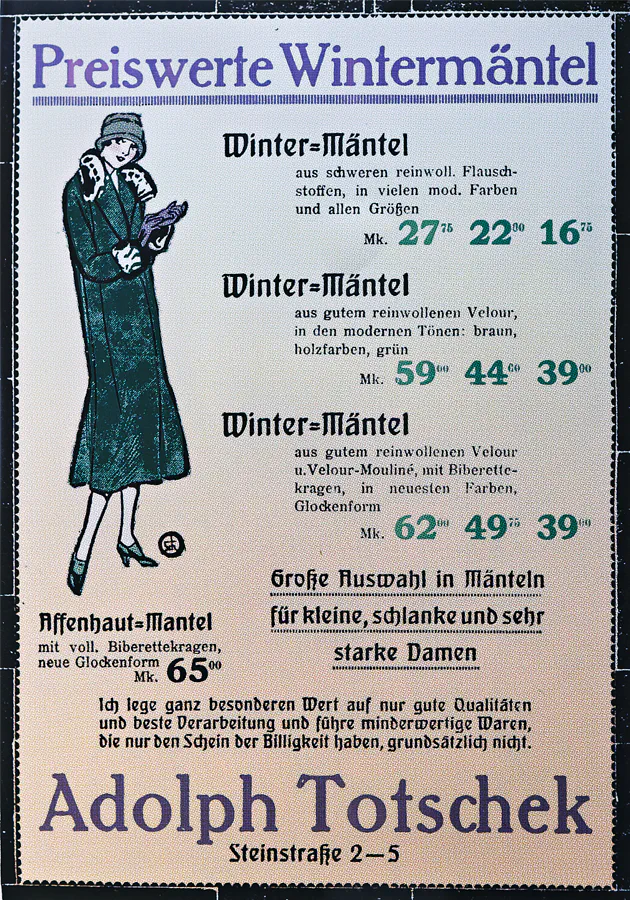 Preiswerte Wintermäntel
Winter=Mäntel
aus schweren reinwoll. Flausch-
stoffen, in vielen mod. Farben
und allen Größen
Mk. 27⁷⁵ 22⁰⁰ 16⁷⁵
Winter=Mäntel
aus gutem reinwollenen Velour,
in den modernen Tönen: braun,
holzfarben, grün
Mk. 59⁰⁰ 44⁰⁰ 39⁰⁰
Winter=Mäntel
aus gutem reinwollenen Velour
u.Velour-Mouliné, mit Biberette-
kragen, in neuesten Farben,
Glockenform
Mk. 62⁰⁰ 49⁷⁵ 39⁰⁰
Große Auswahl in Mänteln
für kleine, schlanke und sehr
starke Damen
Affenhaut=Mantel
mit voll. Biberettekragen,
neue Glockenform
Mk. 65⁰⁰
Ich lege ganz besonderen Wert auf nur gute Qualitäten
und beste Verarbeitung und führe minderwertige Waren,
die nur den Schein der Billigkeit haben, grundsätzlich nicht.
Adolph Totschek
Steinstraße 2—5